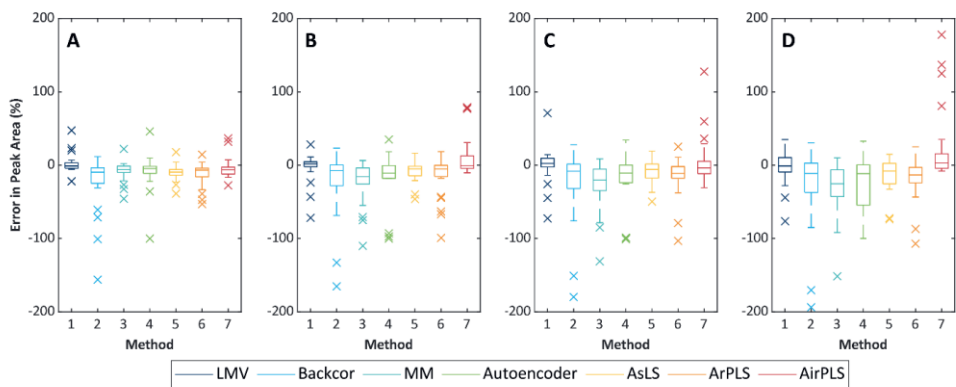 A B C D
200 200 200 200
100 100 100 100
0 0 0 0
-100 -100 -100 -100
-200 -200 -200 -200
Error in Peak Area (%)
1 2 3 4 5 6 7 1 2 3 4 5 6 7 1 2 3 4 5 6 7 1 2 3 4 5 6 7
Method Method Method Method
LMV Backcor MM Autoencoder AsLS ArPLS AirPLS